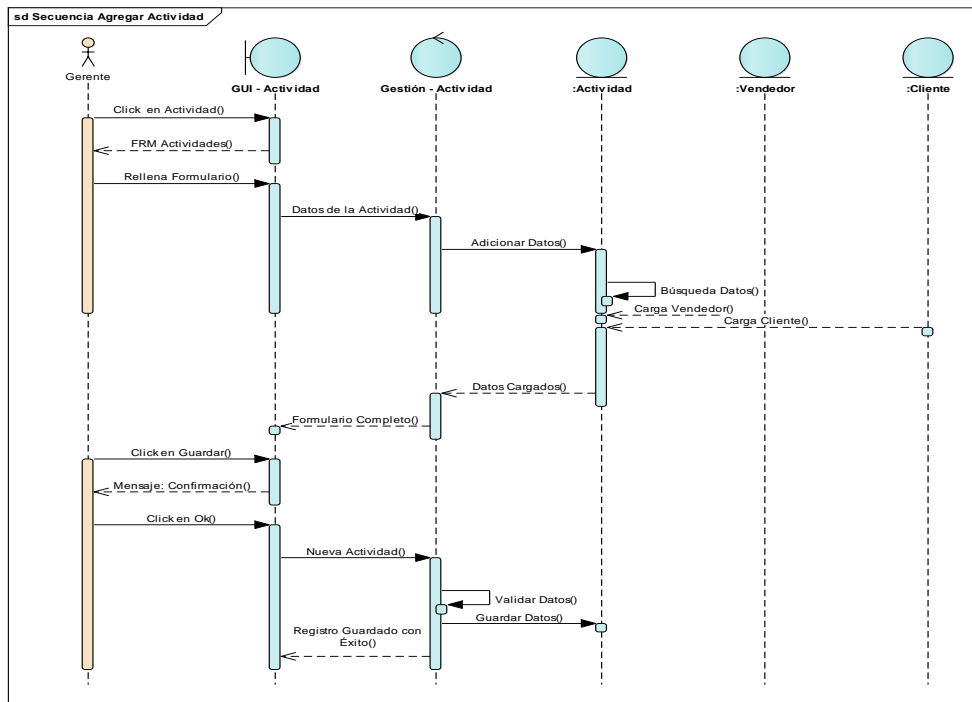 sd Secuencia Agregar Actividad
Gerente
GUI - Actividad
Gestión - Actividad
:Actividad
:Vendedor
:Cliente
Click en Actividad()
FRM Actividades()
Rellena Formulario()
Datos de la Actividad()
Adicionar Datos()
Búsqueda Datos()
Carga Vendedor()
Carga Cliente()
Datos Cargados()
Formulario Completo()
Click en Guardar()
Mensaje: Confirmación()
Click en Ok()
Nueva Actividad()
Validar Datos()
Guardar Datos()
Registro Guardado con
Éxito()